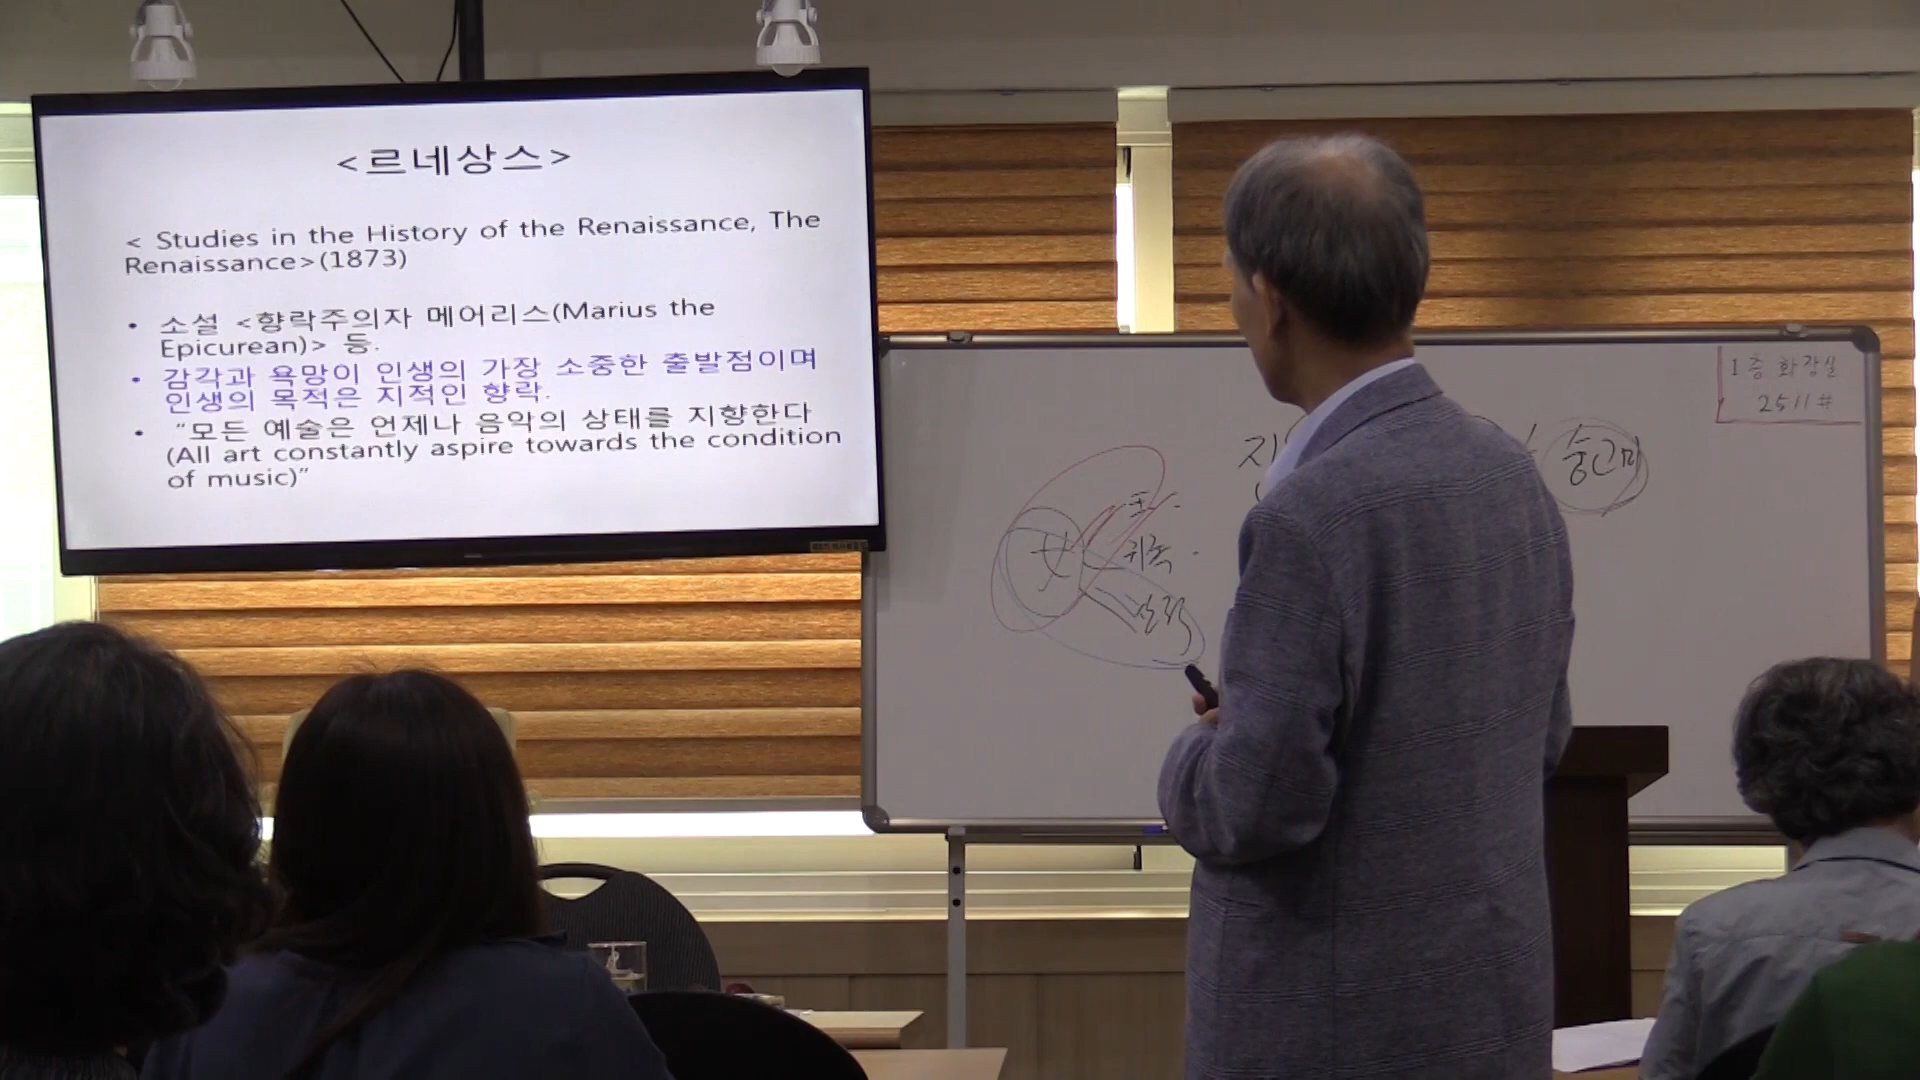 <르네상스>
< Studies in the History of the Renaissance, The
Renaissance>(1873)
• 소설 <향락주의자 메어리스(Marius the
Epicurean)> 등.
• 감각과 욕망이 인생의 가장 소중한 출발점이며
인생의 목적은 지적인 향락.
• “모든 예술은 언제나 음악의 상태를 지향한다
(All art constantly aspire towards the condition
of music)”
1층 화장실
2511#
숭고미
女
귀족